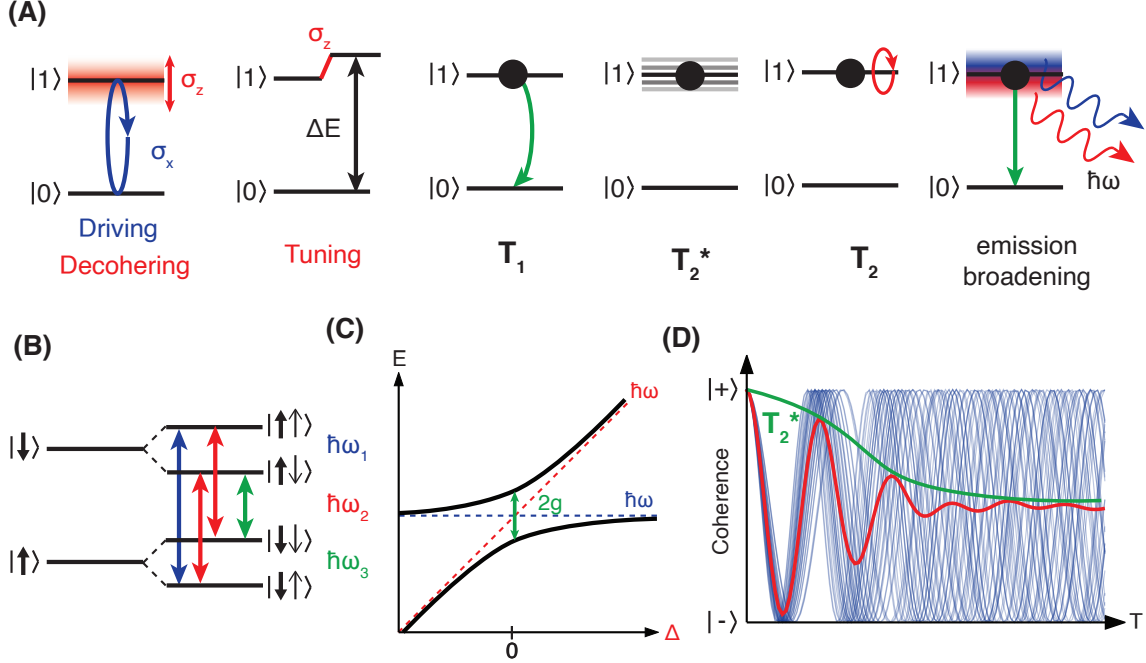 (A)
|1⟩
|0⟩
σz
σx
Driving
Decohering
|1⟩
|0⟩
σz
ΔE
Tuning
|1⟩
|0⟩
T1
|1⟩
|0⟩
T2*
|1⟩
|0⟩
T2
|1⟩
|0⟩
ħω
emission
broadening
(B)
|⬇⟩
|⬆⟩
|⬆↑⟩
|⬆↓⟩
|⬇↓⟩
|⬇↑⟩
ħω1
ħω2
ħω3
(C)
E
ħω
ħω
2g
0
Δ
(D)
|+⟩
T2*
Coherence
|-⟩
T